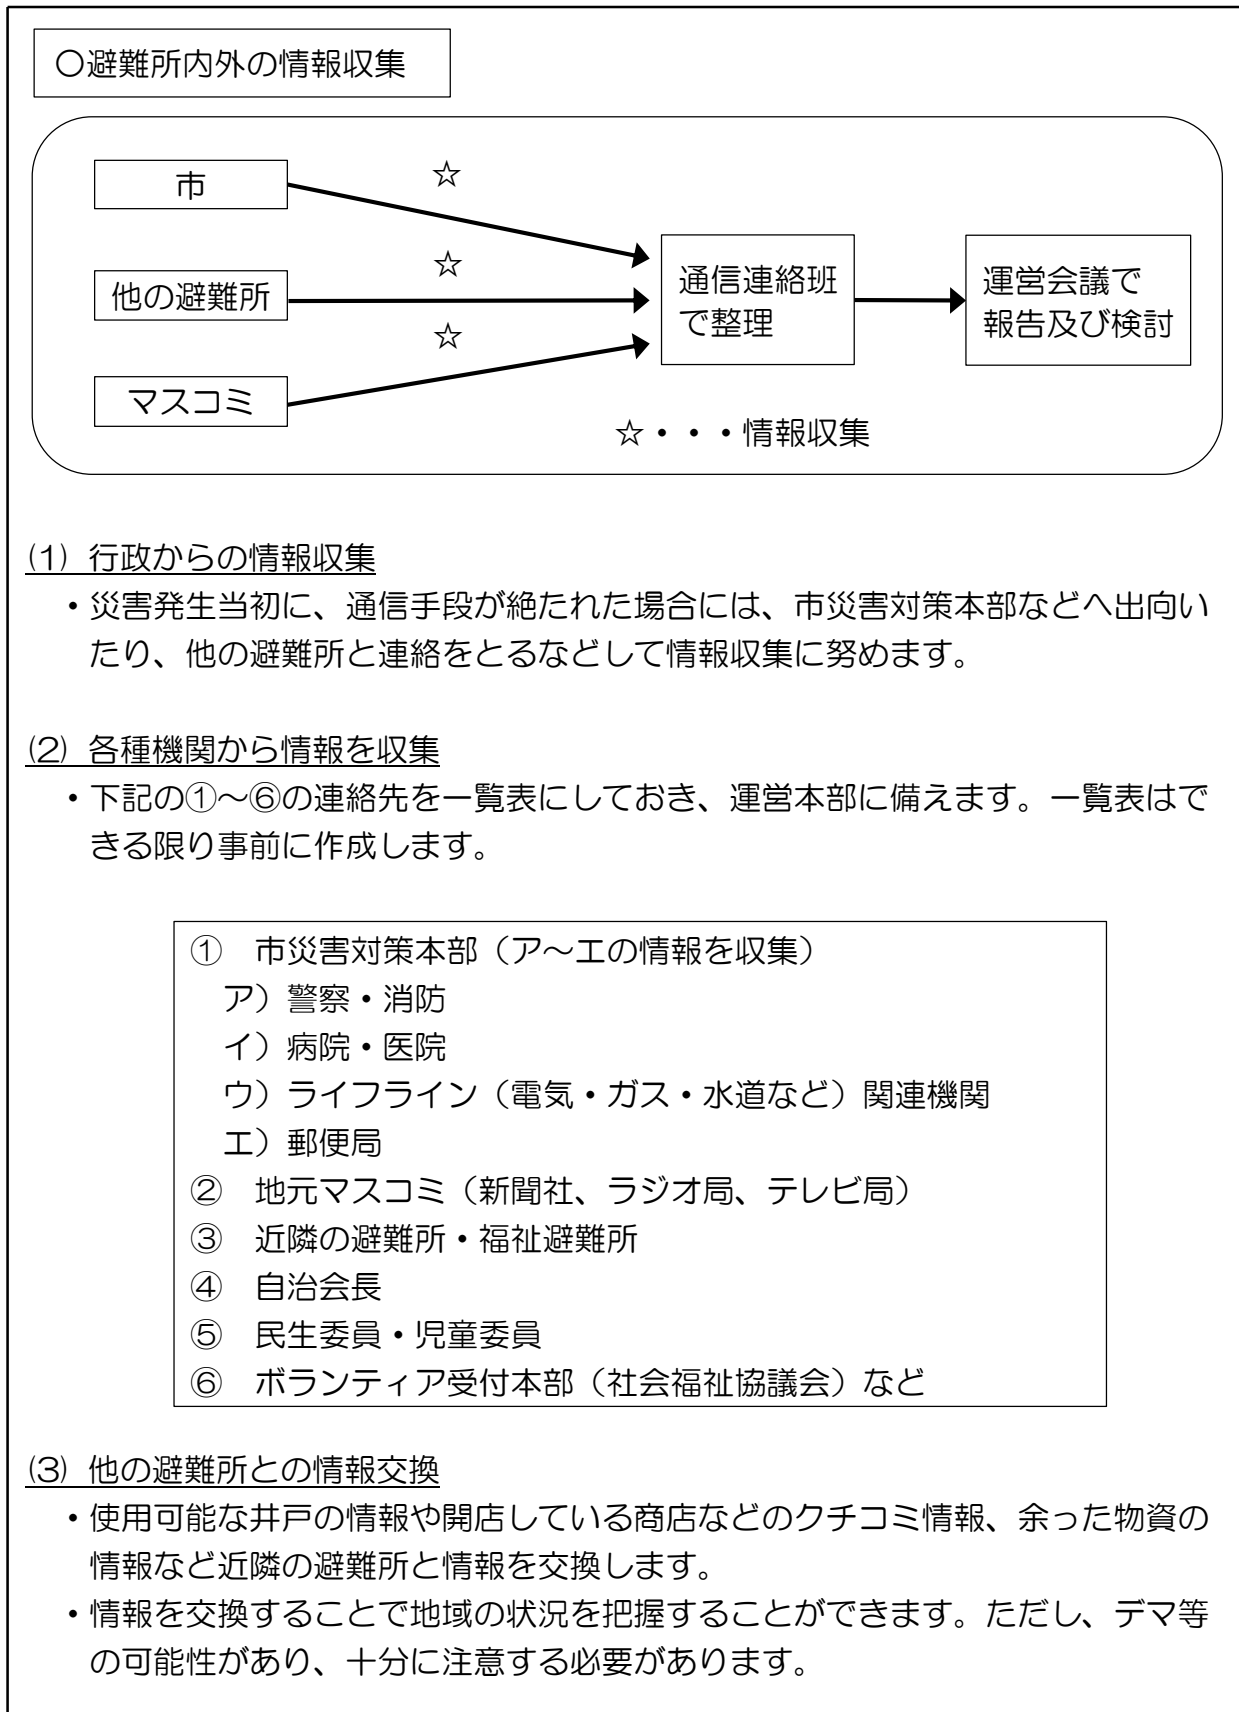 〇避難所内外の情報収集
市
☆
他の避難所
☆
マスコミ
☆
通信連絡班
で整理
運営会議で
報告及び検討
☆・・・情報収集
⑴ 行政からの情報収集
・災害発生当初に、通信手段が絶たれた場合には、市災害対策本部などへ出向い
たり、他の避難所と連絡をとるなどして情報収集に努めます。
⑵ 各種機関から情報を収集
・下記の①～⑥の連絡先を一覧表にしておき、運営本部に備えます。一覧表はで
きる限り事前に作成します。
① 市災害対策本部（ア～エの情報を収集）
ア）警察・消防
イ）病院・医院
ウ）ライフライン（電気・ガス・水道など）関連機関
エ）郵便局
② 地元マスコミ（新聞社、ラジオ局、テレビ局）
③ 近隣の避難所・福祉避難所
④ 自治会長
⑤ 民生委員・児童委員
⑥ ボランティア受付本部（社会福祉協議会）など
⑶ 他の避難所との情報交換
・使用可能な井戸の情報や開店している商店などのクチコミ情報、余った物資の
情報など近隣の避難所と情報を交換します。
・情報を交換することで地域の状況を把握することができます。ただし、デマ等
の可能性があり、十分に注意する必要があります。